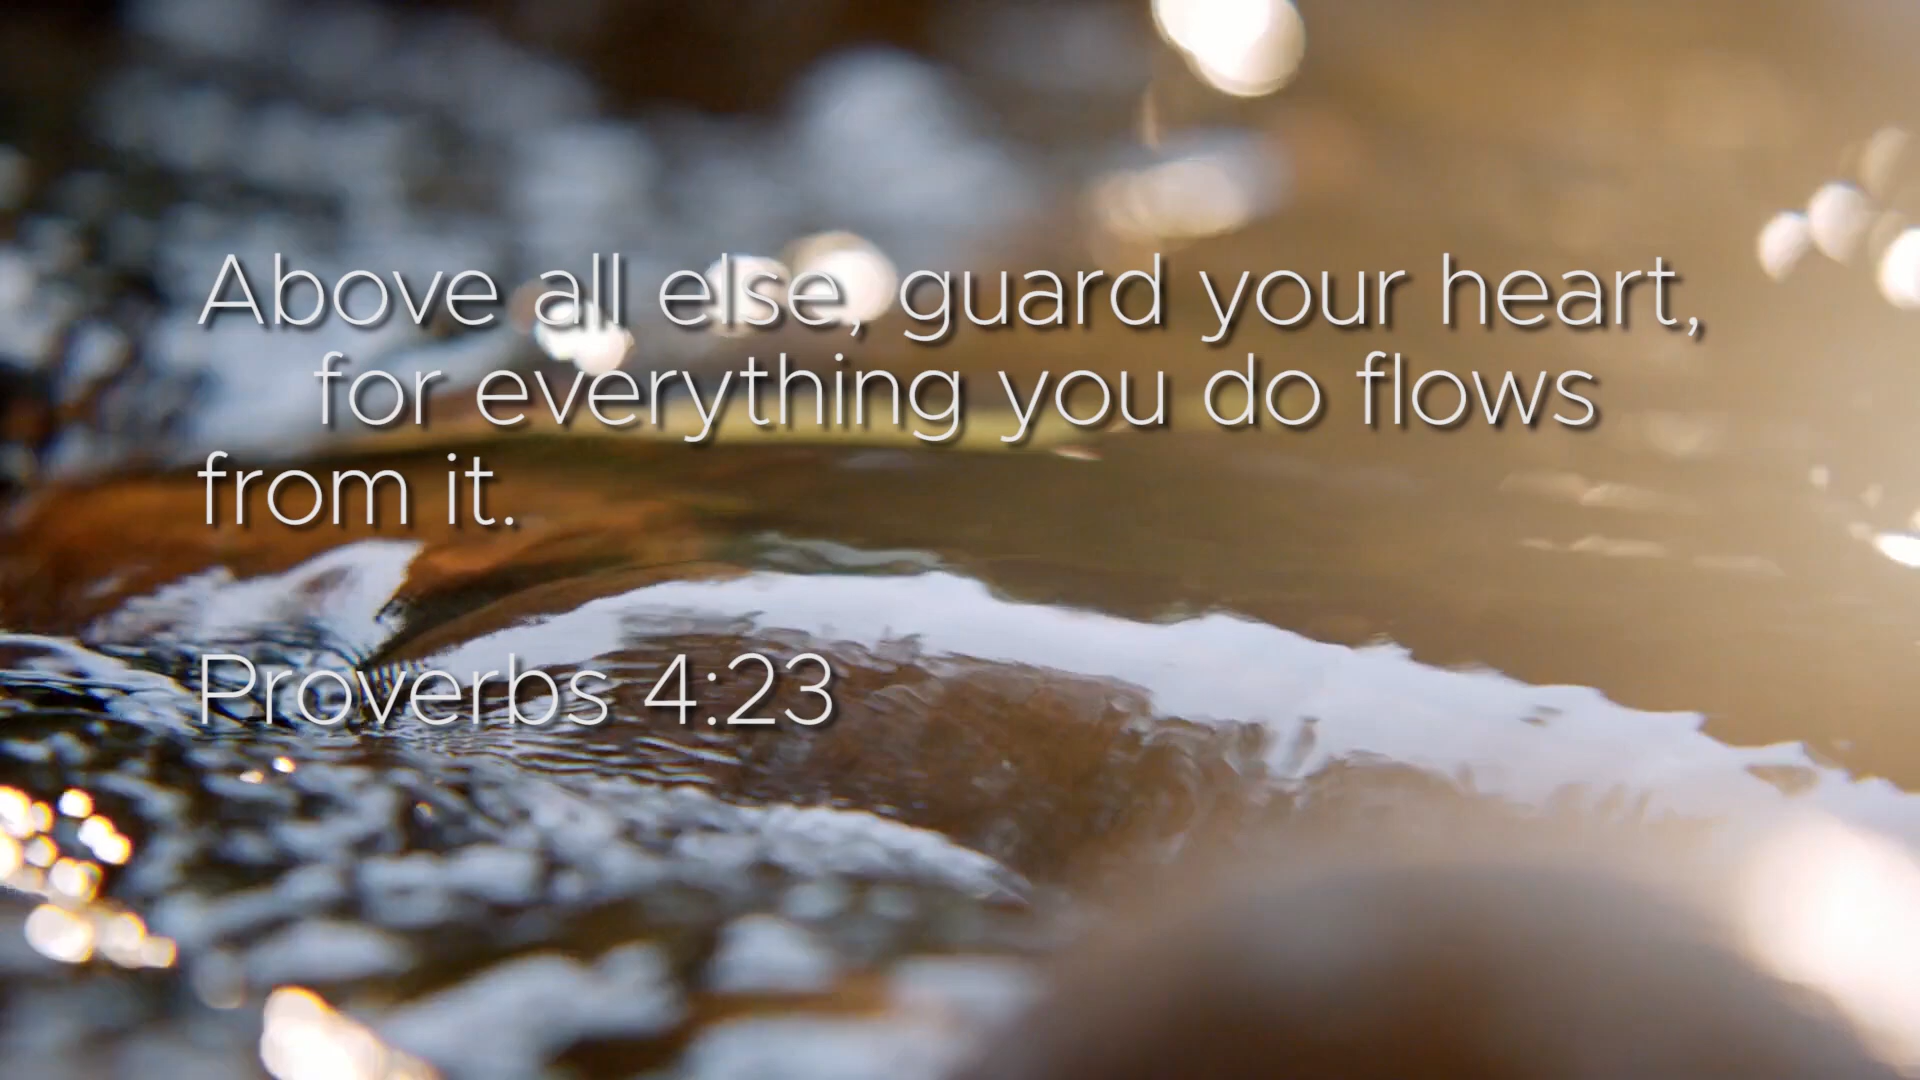 Above all else, guard your heart,
for everything you do flows
from it.
Proverbs 4:23